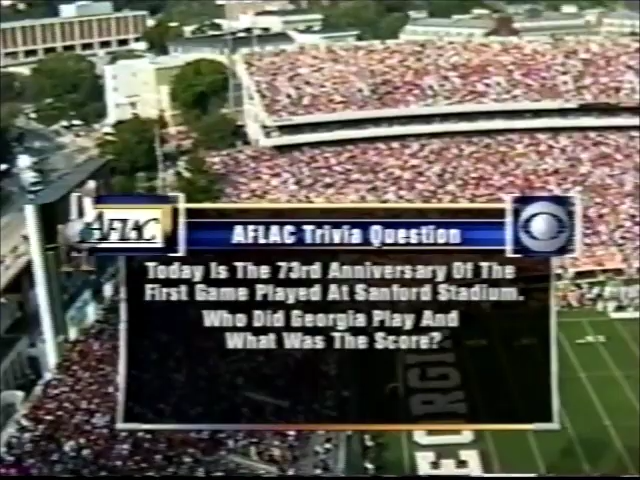 AFLAC
AFLAC Trivia Question
Today Is The 73rd Anniversary Of The
First Game Played At Sanford Stadium.
Who Did Georgia Play And
What Was The Score?
GEORGI